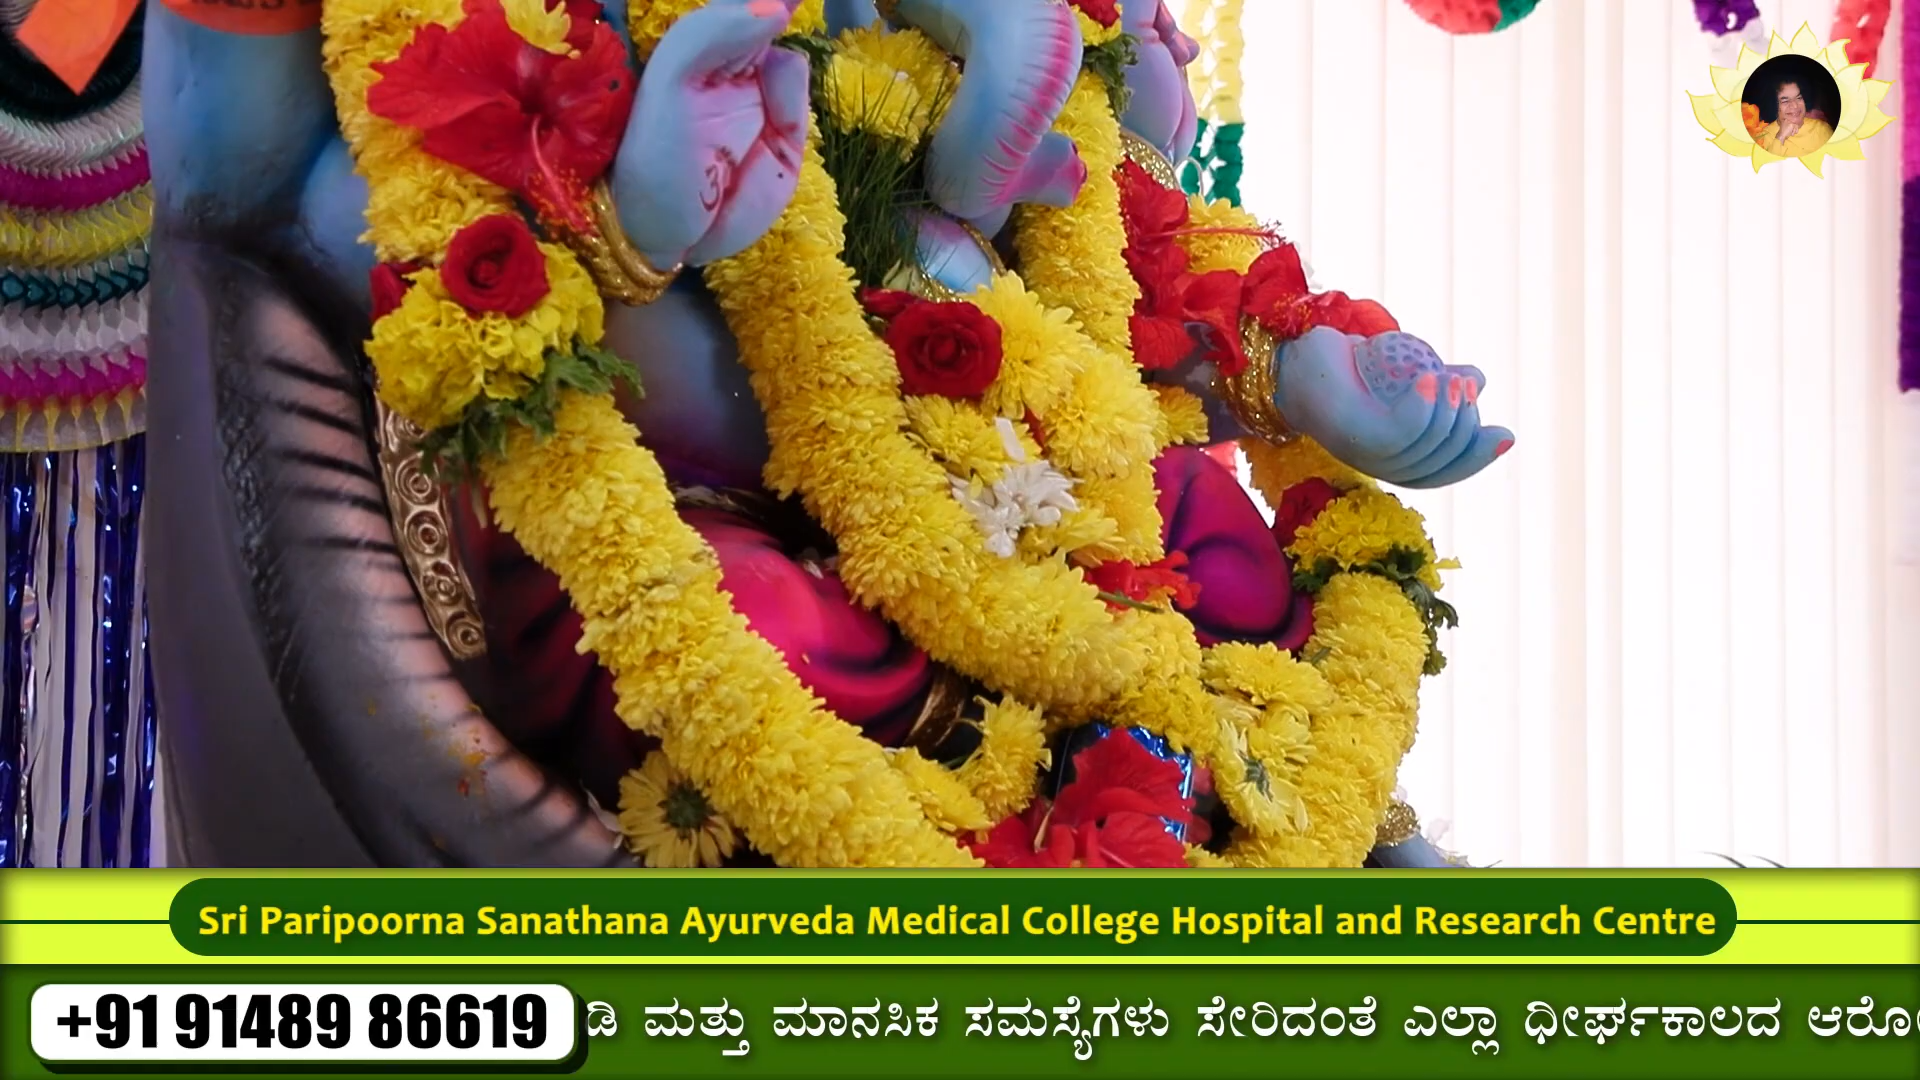 ॐ
Sri Paripoorna Sanathana Ayurveda Medical College Hospital and Research Centre
+91 91489 86619
ಮತ್ತು ಮಾನಸಿಕ ಸಮಸ್ಯೆಗಳು ಸೇರಿದಂತೆ ಎಲ್ಲಾ ಧೀರ್ಘಕಾಲದ